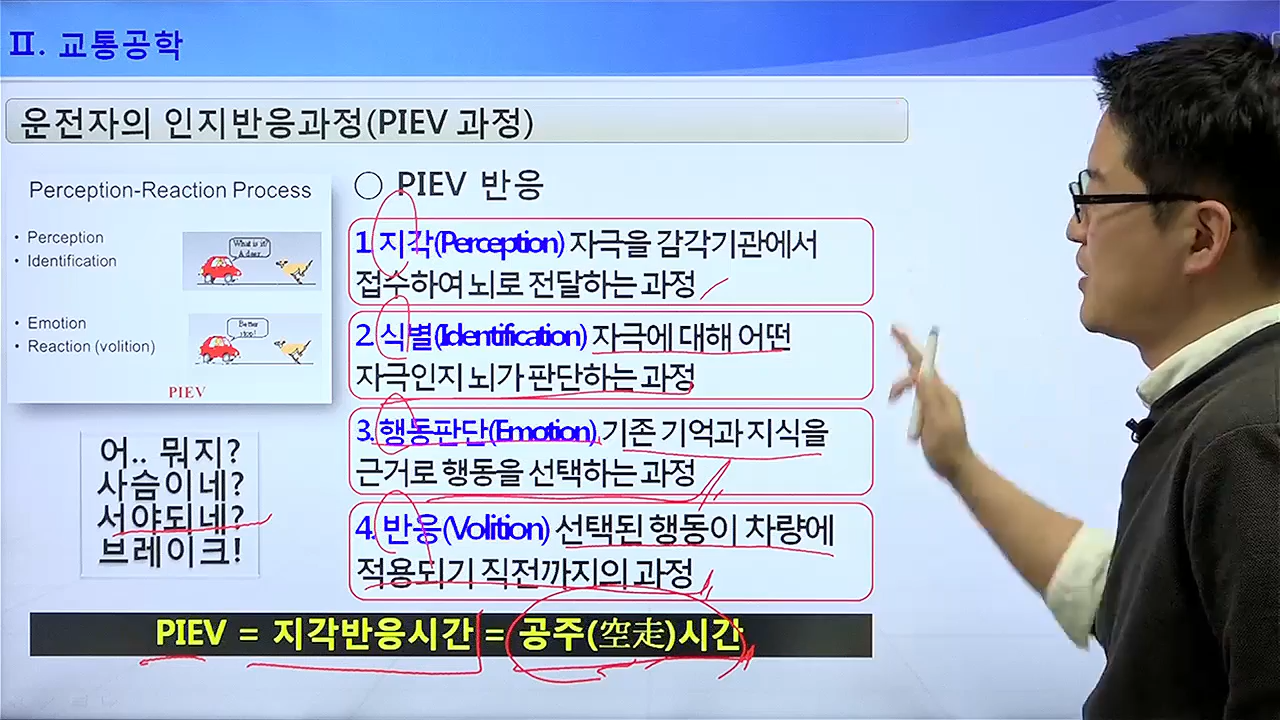 Ⅱ. 교통공학
운전자의 인지반응과정(PIEV 과정)
Perception-Reaction Process
• Perception
• Identification
What is it?
A deer.
• Emotion
• Reaction (volition)
Better
stop!
PIEV
어.. 뭐지?
사슴이네?
서야되네?
브레이크!
○ PIEV 반응
1. 지각(Perception) 자극을 감각기관에서
접수하여 뇌로 전달하는 과정
2. 식별(Identification) 자극에 대해 어떤
자극인지 뇌가 판단하는 과정
3. 행동판단(Emotion) 기존 기억과 지식을
근거로 행동을 선택하는 과정
4. 반응(Volition) 선택된 행동이 차량에
적용되기 직전까지의 과정
PIEV = 지각반응시간 = 공주(空走)시간